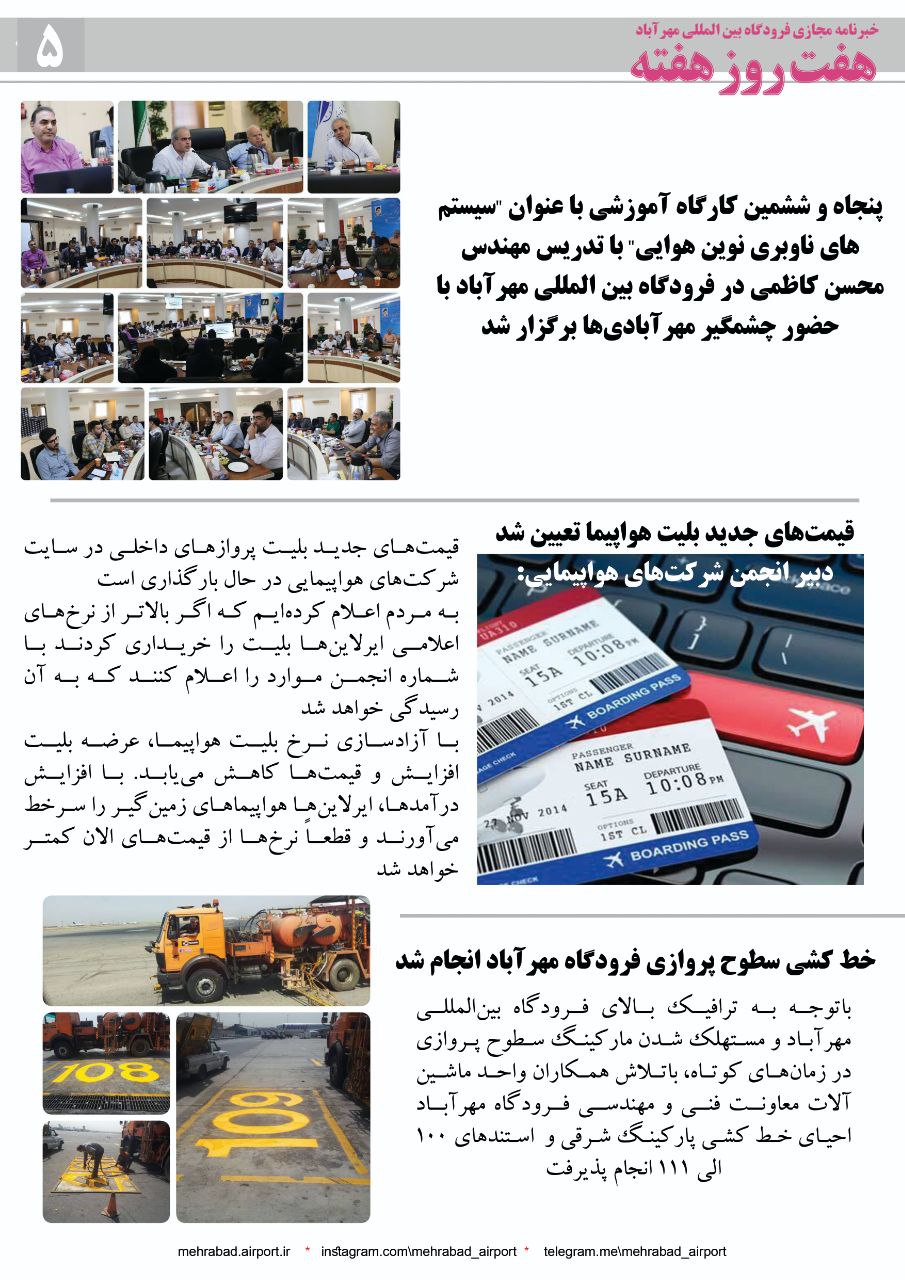 خبرنامه مجازی فرودگاه بین المللی مهرآباد
هفت روز هفته
۵
پنجاه و ششمین کارگاه آموزشی با عنوان "سیستم
های ناوبری نوین هوایی" با تدریس مهندس
محسن کاظمی در فرودگاه بین المللی مهرآباد با
حضور چشمگیر مهرآبادی‌ها برگزار شد
قیمت‌های جدید بلیت هواپیما تعیین شد
دبیر انجمن شرکت‌های هواپیمایی:
PASSENGER
NAME SURNAME
SEAT
DEPARTURE
15A
10:08PM
OPTIONS
1ST CL
2014
BOARDING PASS
PASSENGER
NAME SURNAME
SEAT
DEPARTURE
15A
10:08PM
27 NOV 2014
OPTIONS
1ST CL
BOARDING PASS
قیمت‌های جدید بلیت پروازهای داخلی در سایت
شرکت‌های هواپیمایی در حال بارگذاری است
به مردم اعلام کرده‌ایم که اگر بالاتر از نرخ‌های
اعلامی ایرلاین‌ها بلیت را خریداری کردند با
شماره انجمن موارد را اعلام کنند که به آن
رسیدگی خواهد شد
با آزادسازی نرخ بلیت هواپیما، عرضه بلیت
افزایش و قیمت‌ها کاهش می‌یابد. با افزایش
درآمدها، ایرلاین‌ها هواپیماهای زمین‌گیر را سرخط
می‌آورند و قطعاً نرخ‌ها از قیمت‌های الان کمتر
خواهد شد
خط کشی سطوح پروازی فرودگاه مهرآباد انجام شد
باتوجه به ترافیک بالای فرودگاه بین‌المللی
مهرآباد و مستهلک شدن مارکینگ سطوح پروازی
در زمان‌های کوتاه، باتلاش همکاران واحد ماشین
آلات معاونت فنی و مهندسی فرودگاه مهرآباد
احیای خط کشی پارکینگ شرقی و استندهای ۱۰۰
الی ۱۱۱ انجام پذیرفت
108
109
mehrabad.airport.ir * instagram.com\mehrabad_airport * telegram.me\mehrabad_airport